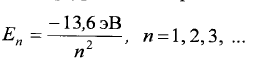 Eₙ = −13,6 эВ / n², n = 1, 2, 3, ...